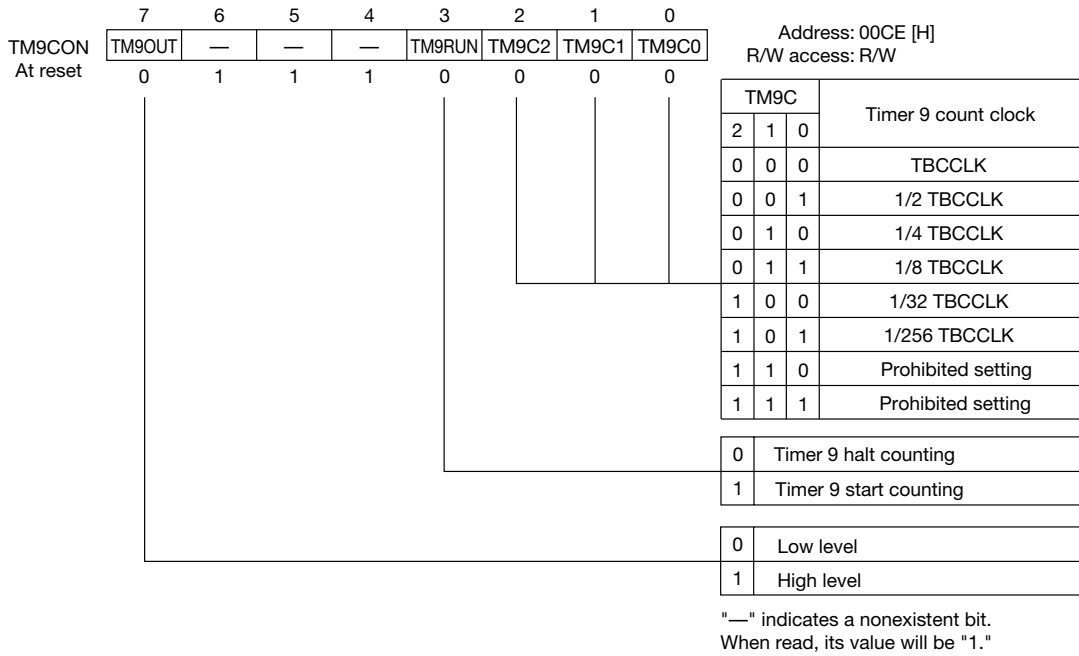 7 6 5 4 3 2 1 0
TM9CON TM9OUT — — — TM9RUN TM9C2 TM9C1 TM9C0
At reset 0 1 1 1 0 0 0 0
Address: 00CE [H]
R/W access: R/W
TM9C Timer 9 count clock
2 1 0
0 0 0 TBCCLK
0 0 1 1/2 TBCCLK
0 1 0 1/4 TBCCLK
0 1 1 1/8 TBCCLK
1 0 0 1/32 TBCCLK
1 0 1 1/256 TBCCLK
1 1 0 Prohibited setting
1 1 1 Prohibited setting
0 Timer 9 halt counting
1 Timer 9 start counting
0 Low level
1 High level
"—" indicates a nonexistent bit.
When read, its value will be "1."